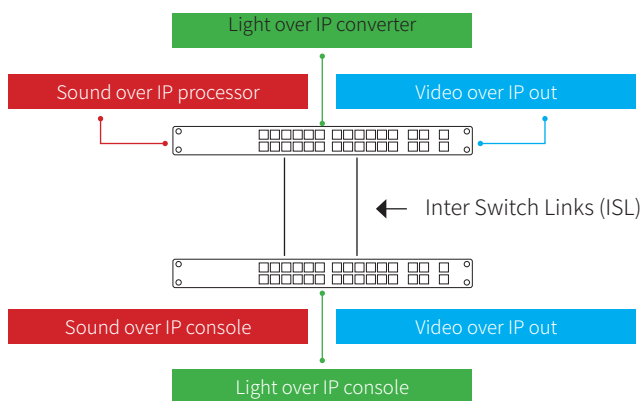 Light over IP converter
Sound over IP processor
Video over IP out
Inter Switch Links (ISL)
Sound over IP console
Video over IP out
Light over IP console